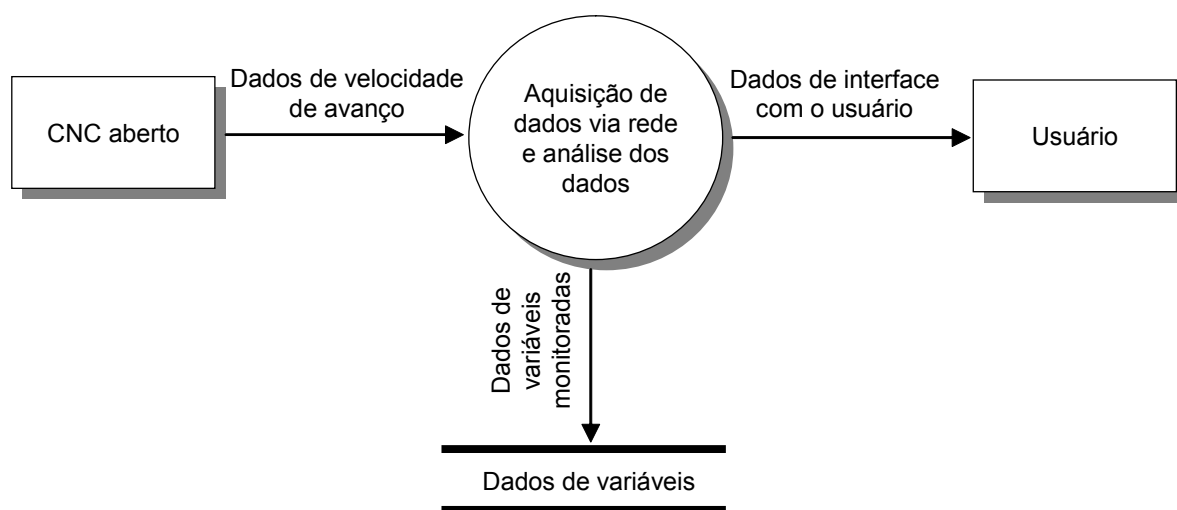 CNC aberto
Dados de velocidade
de avanço
Aquisição de
dados via rede
e análise dos
dados
Dados de interface
com o usuário
Usuário
Dados de
variáveis
monitoradas
Dados de variáveis